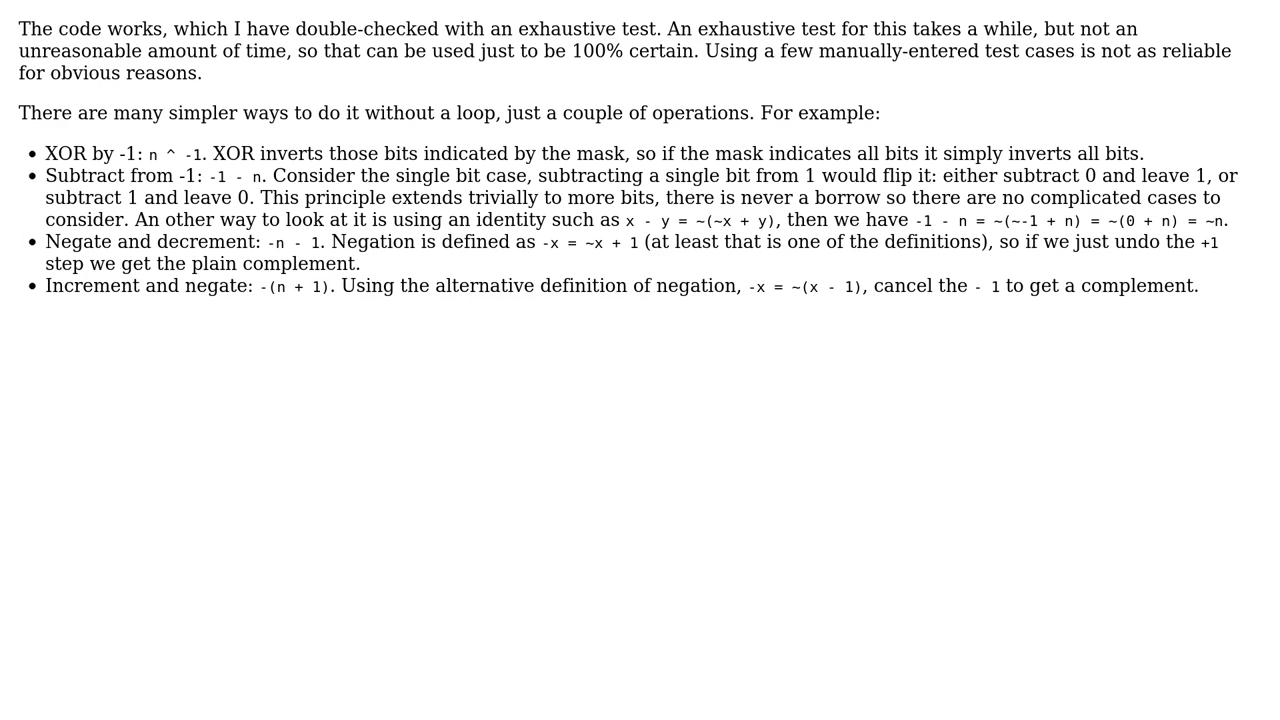 The code works, which I have double-checked with an exhaustive test. An exhaustive test for this takes a while, but not an
unreasonable amount of time, so that can be used just to be 100% certain. Using a few manually-entered test cases is not as reliable
for obvious reasons.
There are many simpler ways to do it without a loop, just a couple of operations. For example:
• XOR by -1: n ^ -1. XOR inverts those bits indicated by the mask, so if the mask indicates all bits it simply inverts all bits.
• Subtract from -1: -1 - n. Consider the single bit case, subtracting a single bit from 1 would flip it: either subtract 0 and leave 1, or
subtract 1 and leave 0. This principle extends trivially to more bits, there is never a borrow so there are no complicated cases to
consider. An other way to look at it is using an identity such as x - y = ~(~x + y), then we have -1 - n = ~(~-1 + n) = ~(0 + n) = ~n.
• Negate and decrement: -n - 1. Negation is defined as -x = ~x + 1 (at least that is one of the definitions), so if we just undo the +1
step we get the plain complement.
• Increment and negate: -(n + 1). Using the alternative definition of negation, -x = ~(x - 1), cancel the - 1 to get a complement.